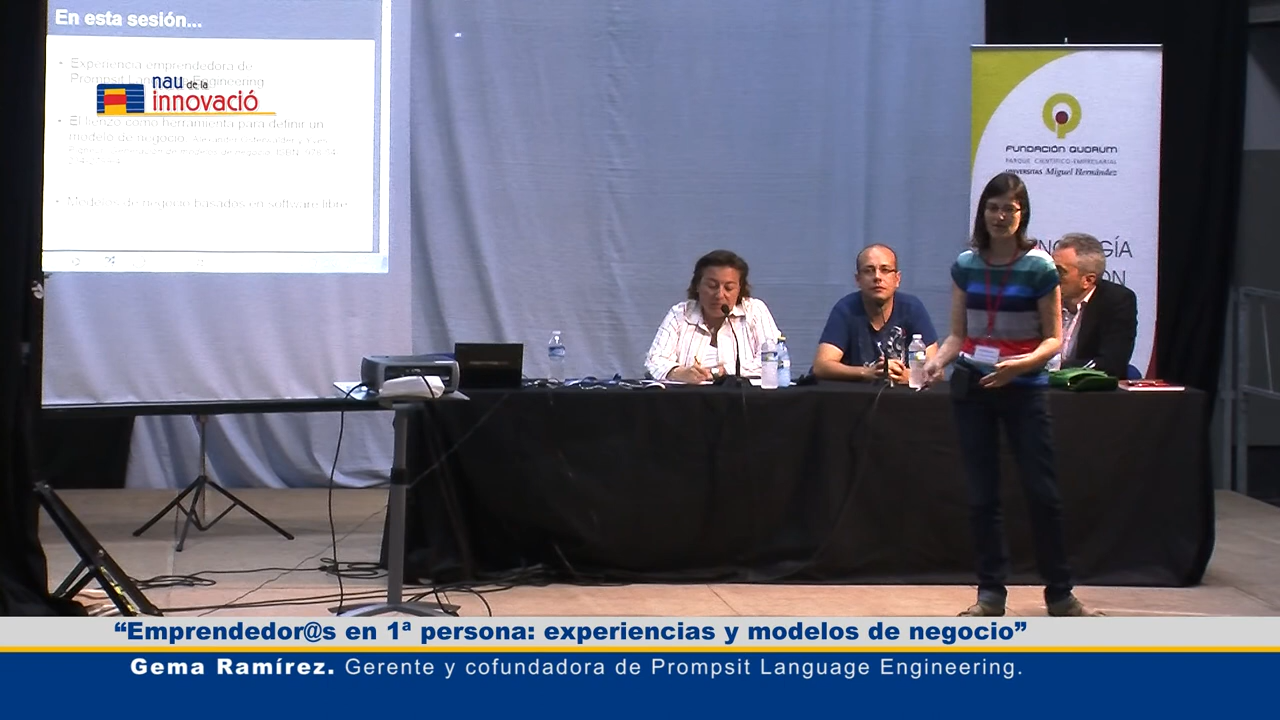 En esta sesión...
Experiencia emprendedora de
Prompsit Language Engineering
nau de la
innovació
El lienzo como herramienta para definir un
modelo de negocio.
Modelos de negocio basados en software libre
FUNDACIÓN QUORUM
PARQUE CIENTÍFICO-EMPRESARIAL
UNIVERSITAS Miguel Hernández
“Emprendedor@s en 1ª persona: experiencias y modelos de negocio”
Gema Ramírez. Gerente y cofundadora de Prompsit Language Engineering.